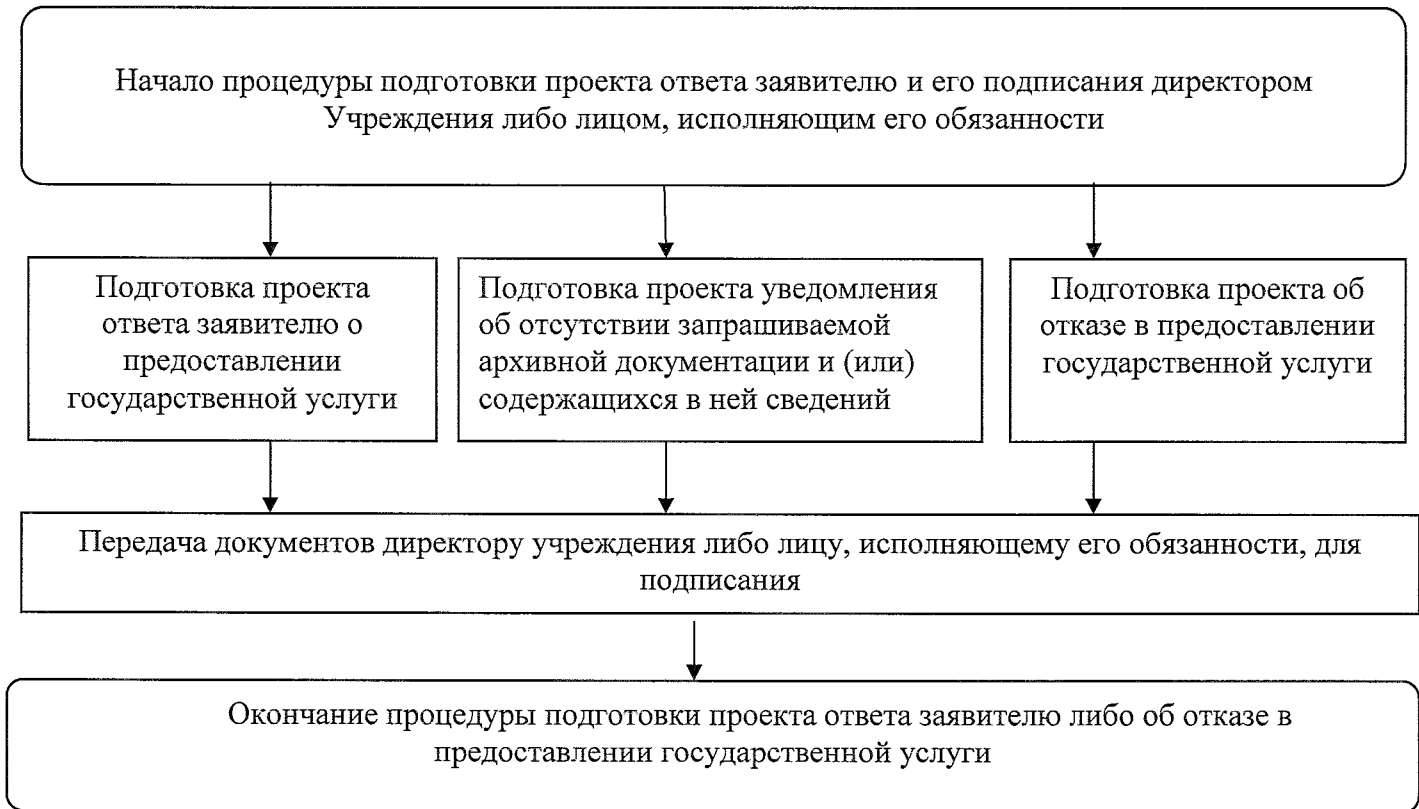 Начало процедуры подготовки проекта ответа заявителю и его подписания директором
Учреждения либо лицом, исполняющим его обязанности
Подготовка проекта
ответа заявителю о
предоставлении
государственной услуги
Подготовка проекта уведомления
об отсутствии запрашиваемой
архивной документации и (или)
содержащихся в ней сведений
Подготовка проекта об
отказе в предоставлении
государственной услуги
Передача документов директору учреждения либо лицу, исполняющему его обязанности, для
подписания
Окончание процедуры подготовки проекта ответа заявителю либо об отказе в
предоставлении государственной услуги